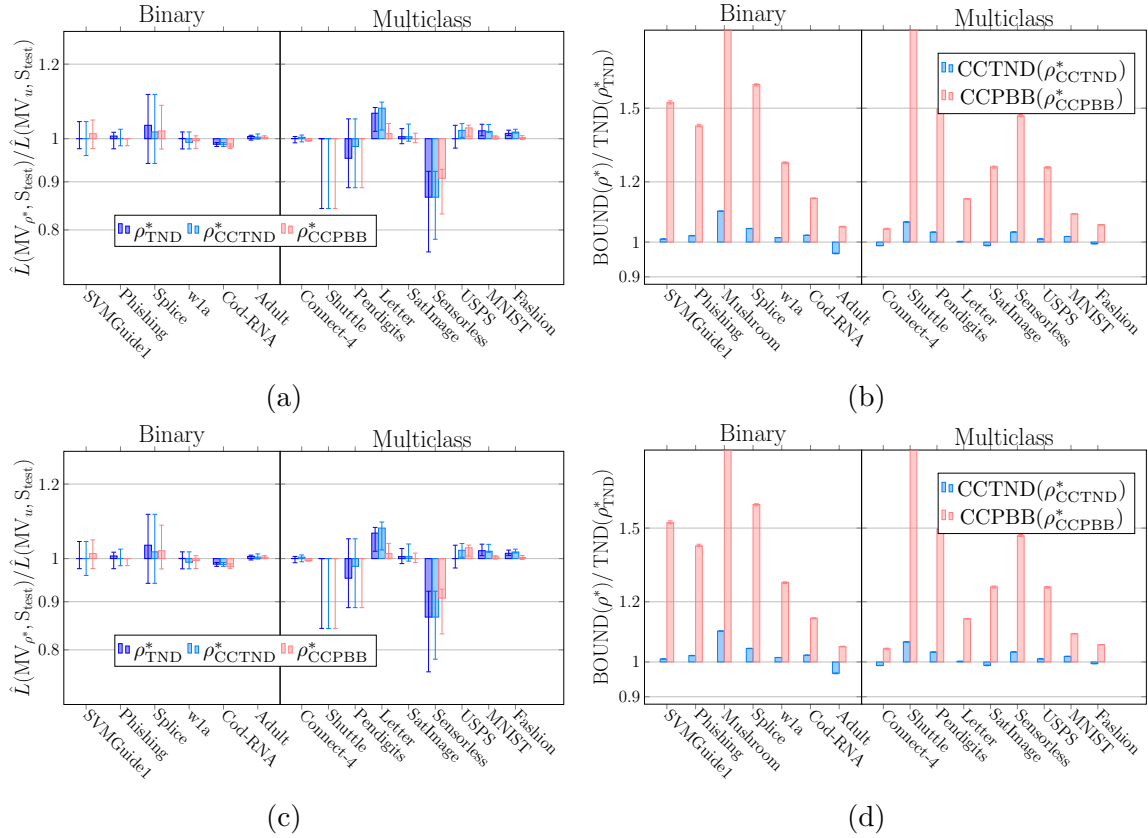 Binary Multiclass
L̂(MVρ*, S_test)/L̂(MV_u, S_test)
1.2
1
0.9
0.8
ρ*_TND ρ*_CCTND ρ*_CCPBB
SVMGuide1 Phishing Splice w1a Cod-RNA Adult Connect-4 Shuttle Pendigits Letter SatImage Sensorless USPS MNIST Fashion
(a)
Binary Multiclass
BOUND(ρ*)/ TND(ρ*_TND)
1.5
1.2
1
0.9
CCTND(ρ*_CCTND)
CCPBB(ρ*_CCPBB)
SVMGuide1 Phishing Mushroom Splice w1a Cod-RNA Adult Connect-4 Shuttle Pendigits Letter SatImage Sensorless USPS MNIST Fashion
(b)
Binary Multiclass
L̂(MVρ*, S_test)/L̂(MV_u, S_test)
1.2
1
0.9
0.8
ρ*_TND ρ*_CCTND ρ*_CCPBB
SVMGuide1 Phishing Splice w1a Cod-RNA Adult Connect-4 Shuttle Pendigits Letter SatImage Sensorless USPS MNIST Fashion
(c)
Binary Multiclass
BOUND(ρ*)/ TND(ρ*_TND)
1.5
1.2
1
0.9
CCTND(ρ*_CCTND)
CCPBB(ρ*_CCPBB)
SVMGuide1 Phishing Mushroom Splice w1a Cod-RNA Adult Connect-4 Shuttle Pendigits Letter SatImage Sensorless USPS MNIST Fashion
(d)